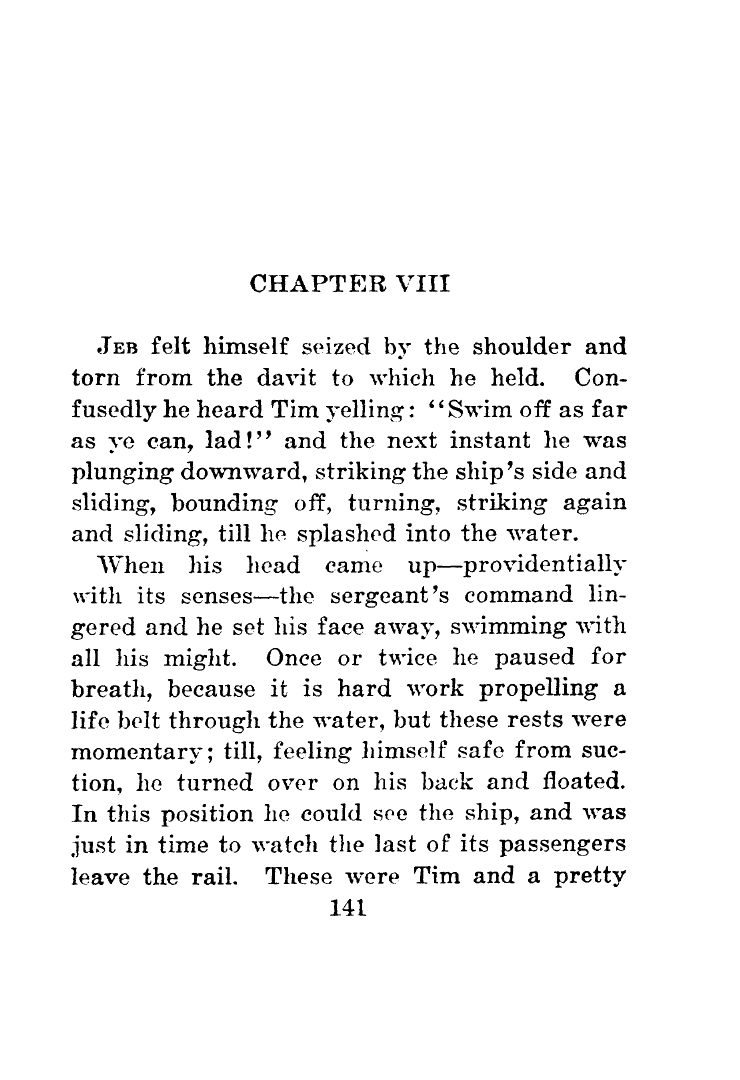 CHAPTER VIII
JEB felt himself seized by the shoulder and
torn from the davit to which he held. Con-
fusedly he heard Tim yelling: "Swim off as far
as ye can, lad!" and the next instant he was
plunging downward, striking the ship's side and
sliding, bounding off, turning, striking again
and sliding, till he splashed into the water.
When his head came up—providentially
with its senses—the sergeant's command lin-
gered and he set his face away, swimming with
all his might. Once or twice he paused for
breath, because it is hard work propelling a
life belt through the water, but these rests were
momentary; till, feeling himself safe from suc-
tion, he turned over on his back and floated.
In this position he could see the ship, and was
just in time to watch the last of its passengers
leave the rail. These were Tim and a pretty
141